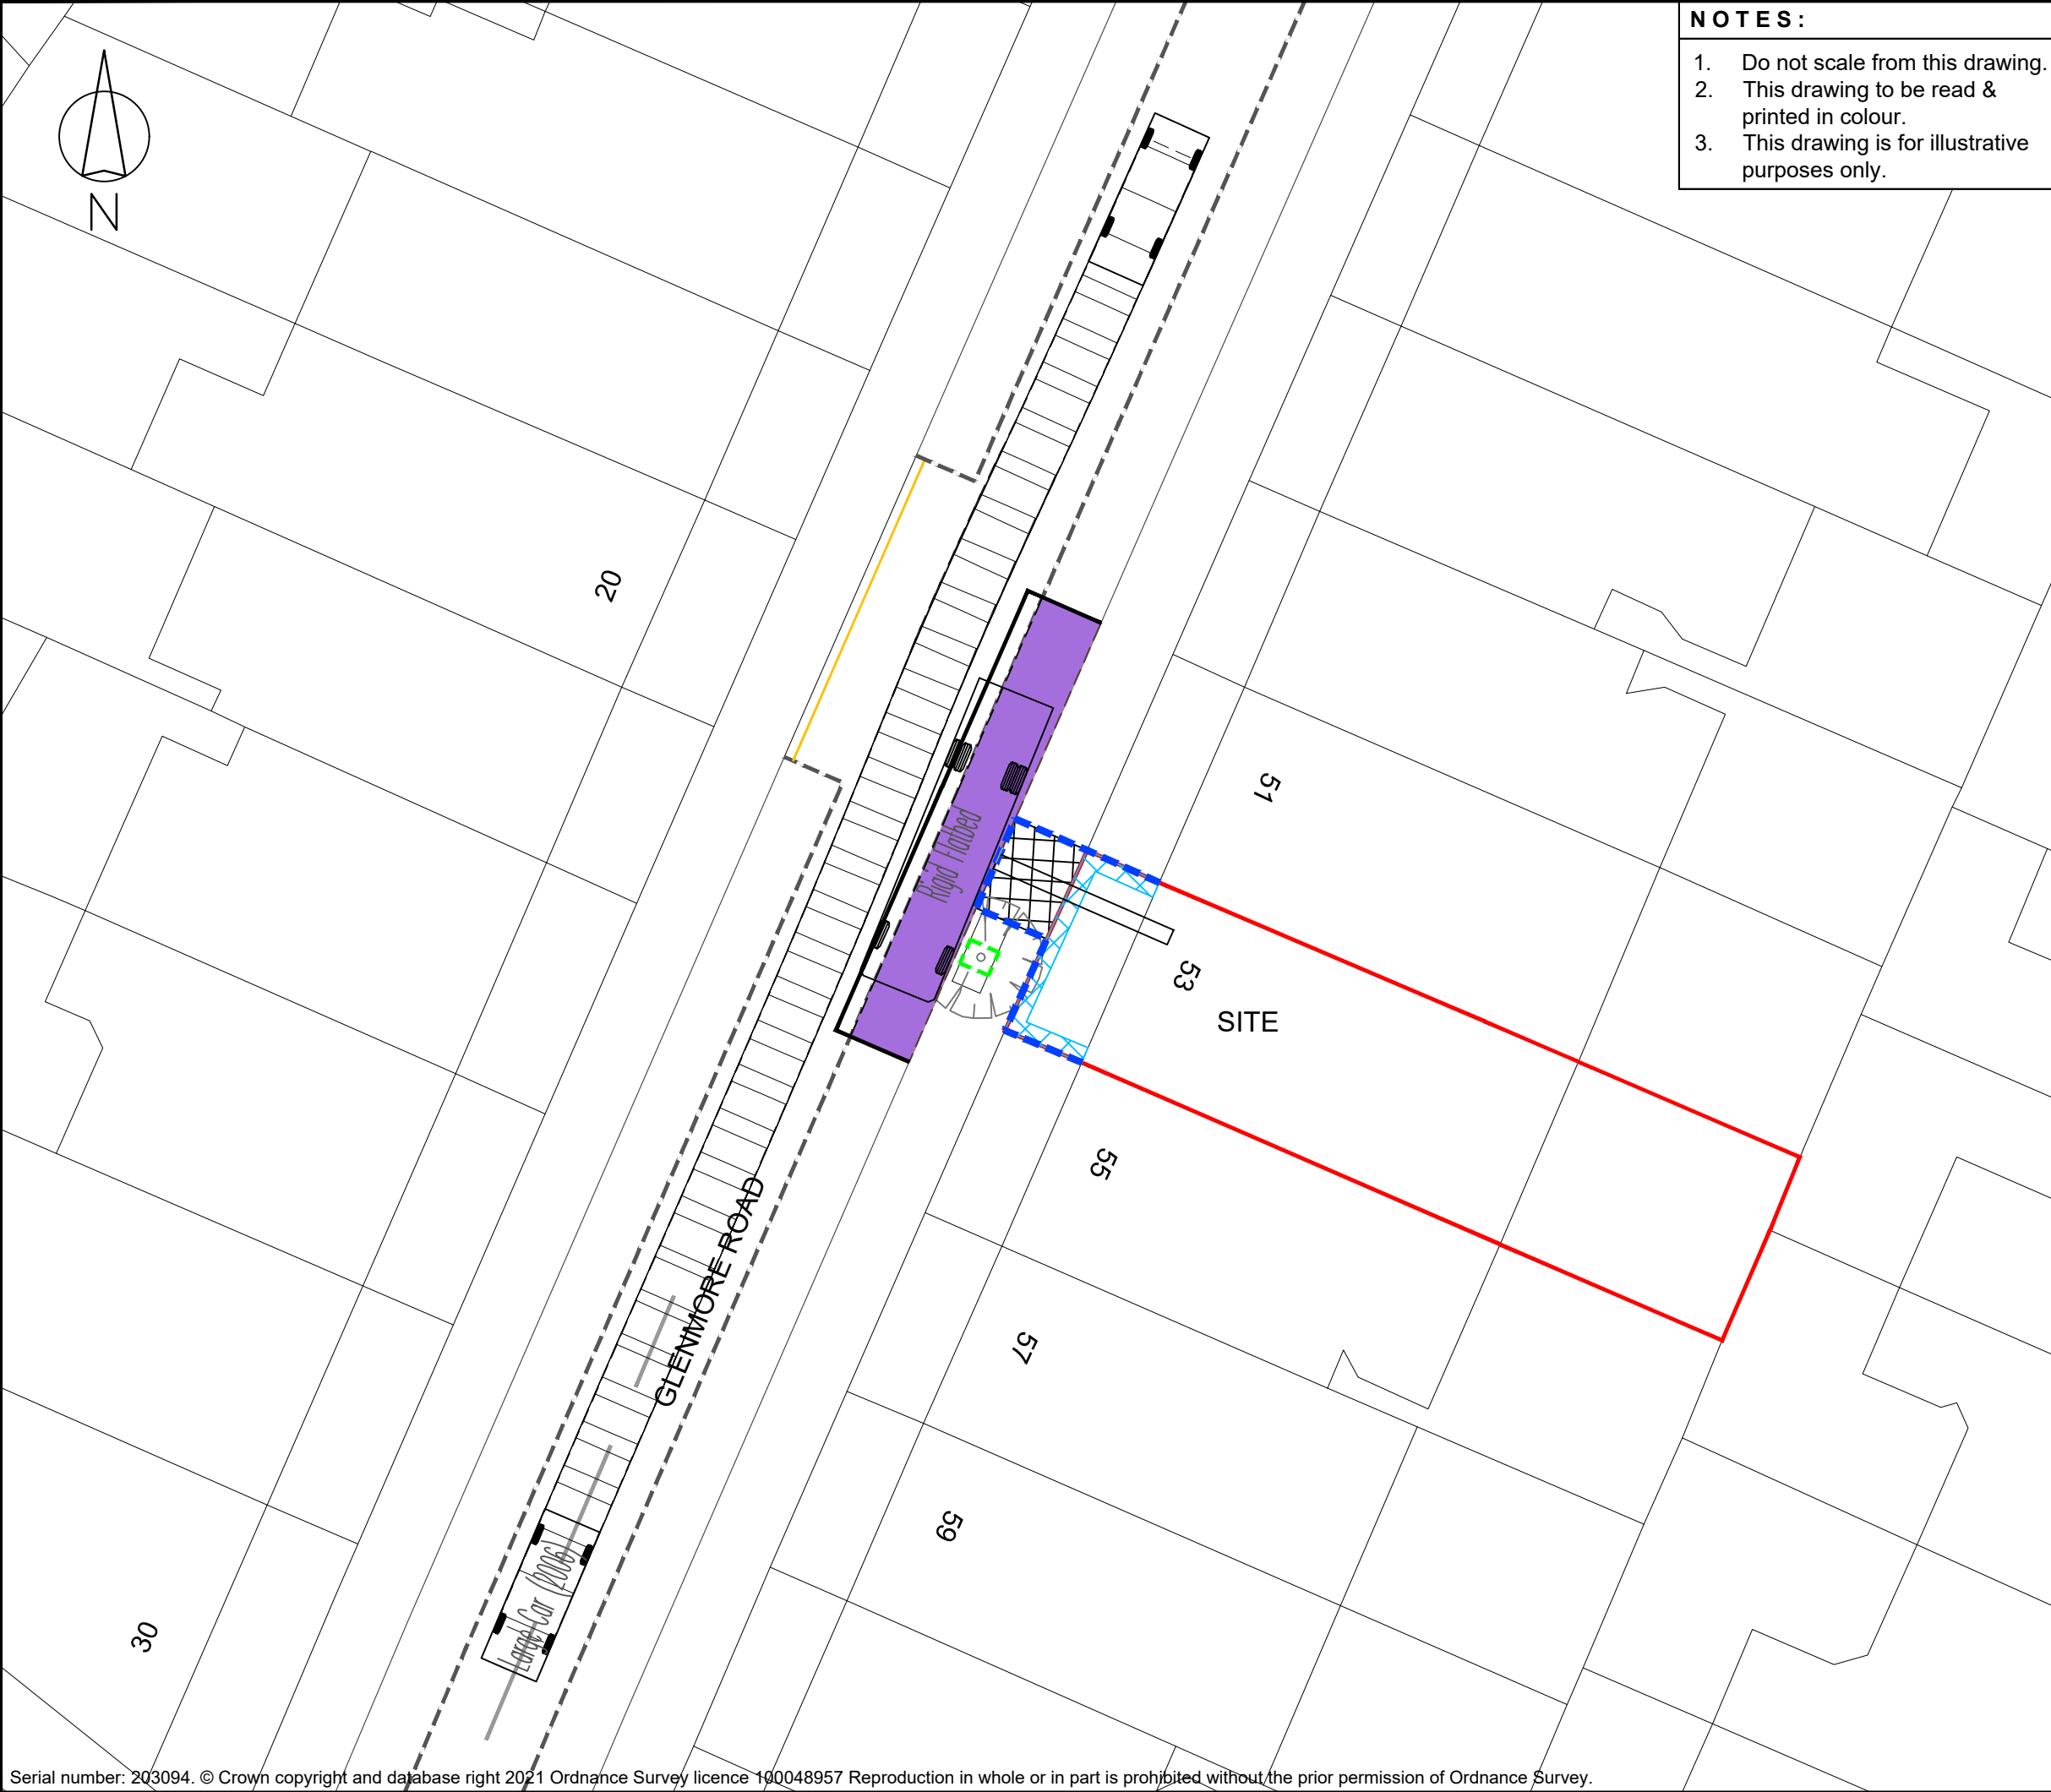 N O T E S :
1. Do not scale from this drawing.
2. This drawing to be read &
printed in colour.
3. This drawing is for illustrative
purposes only.
N
20
51
Rigid Flatbed
53
SITE
55
GLENMORE ROAD
57
59
Large Car (2006)
30
Serial number: 203094. © Crown copyright and database right 2021 Ordnance Survey licence 100048957 Reproduction in whole or in part is prohibited without the prior permission of Ordnance Survey.